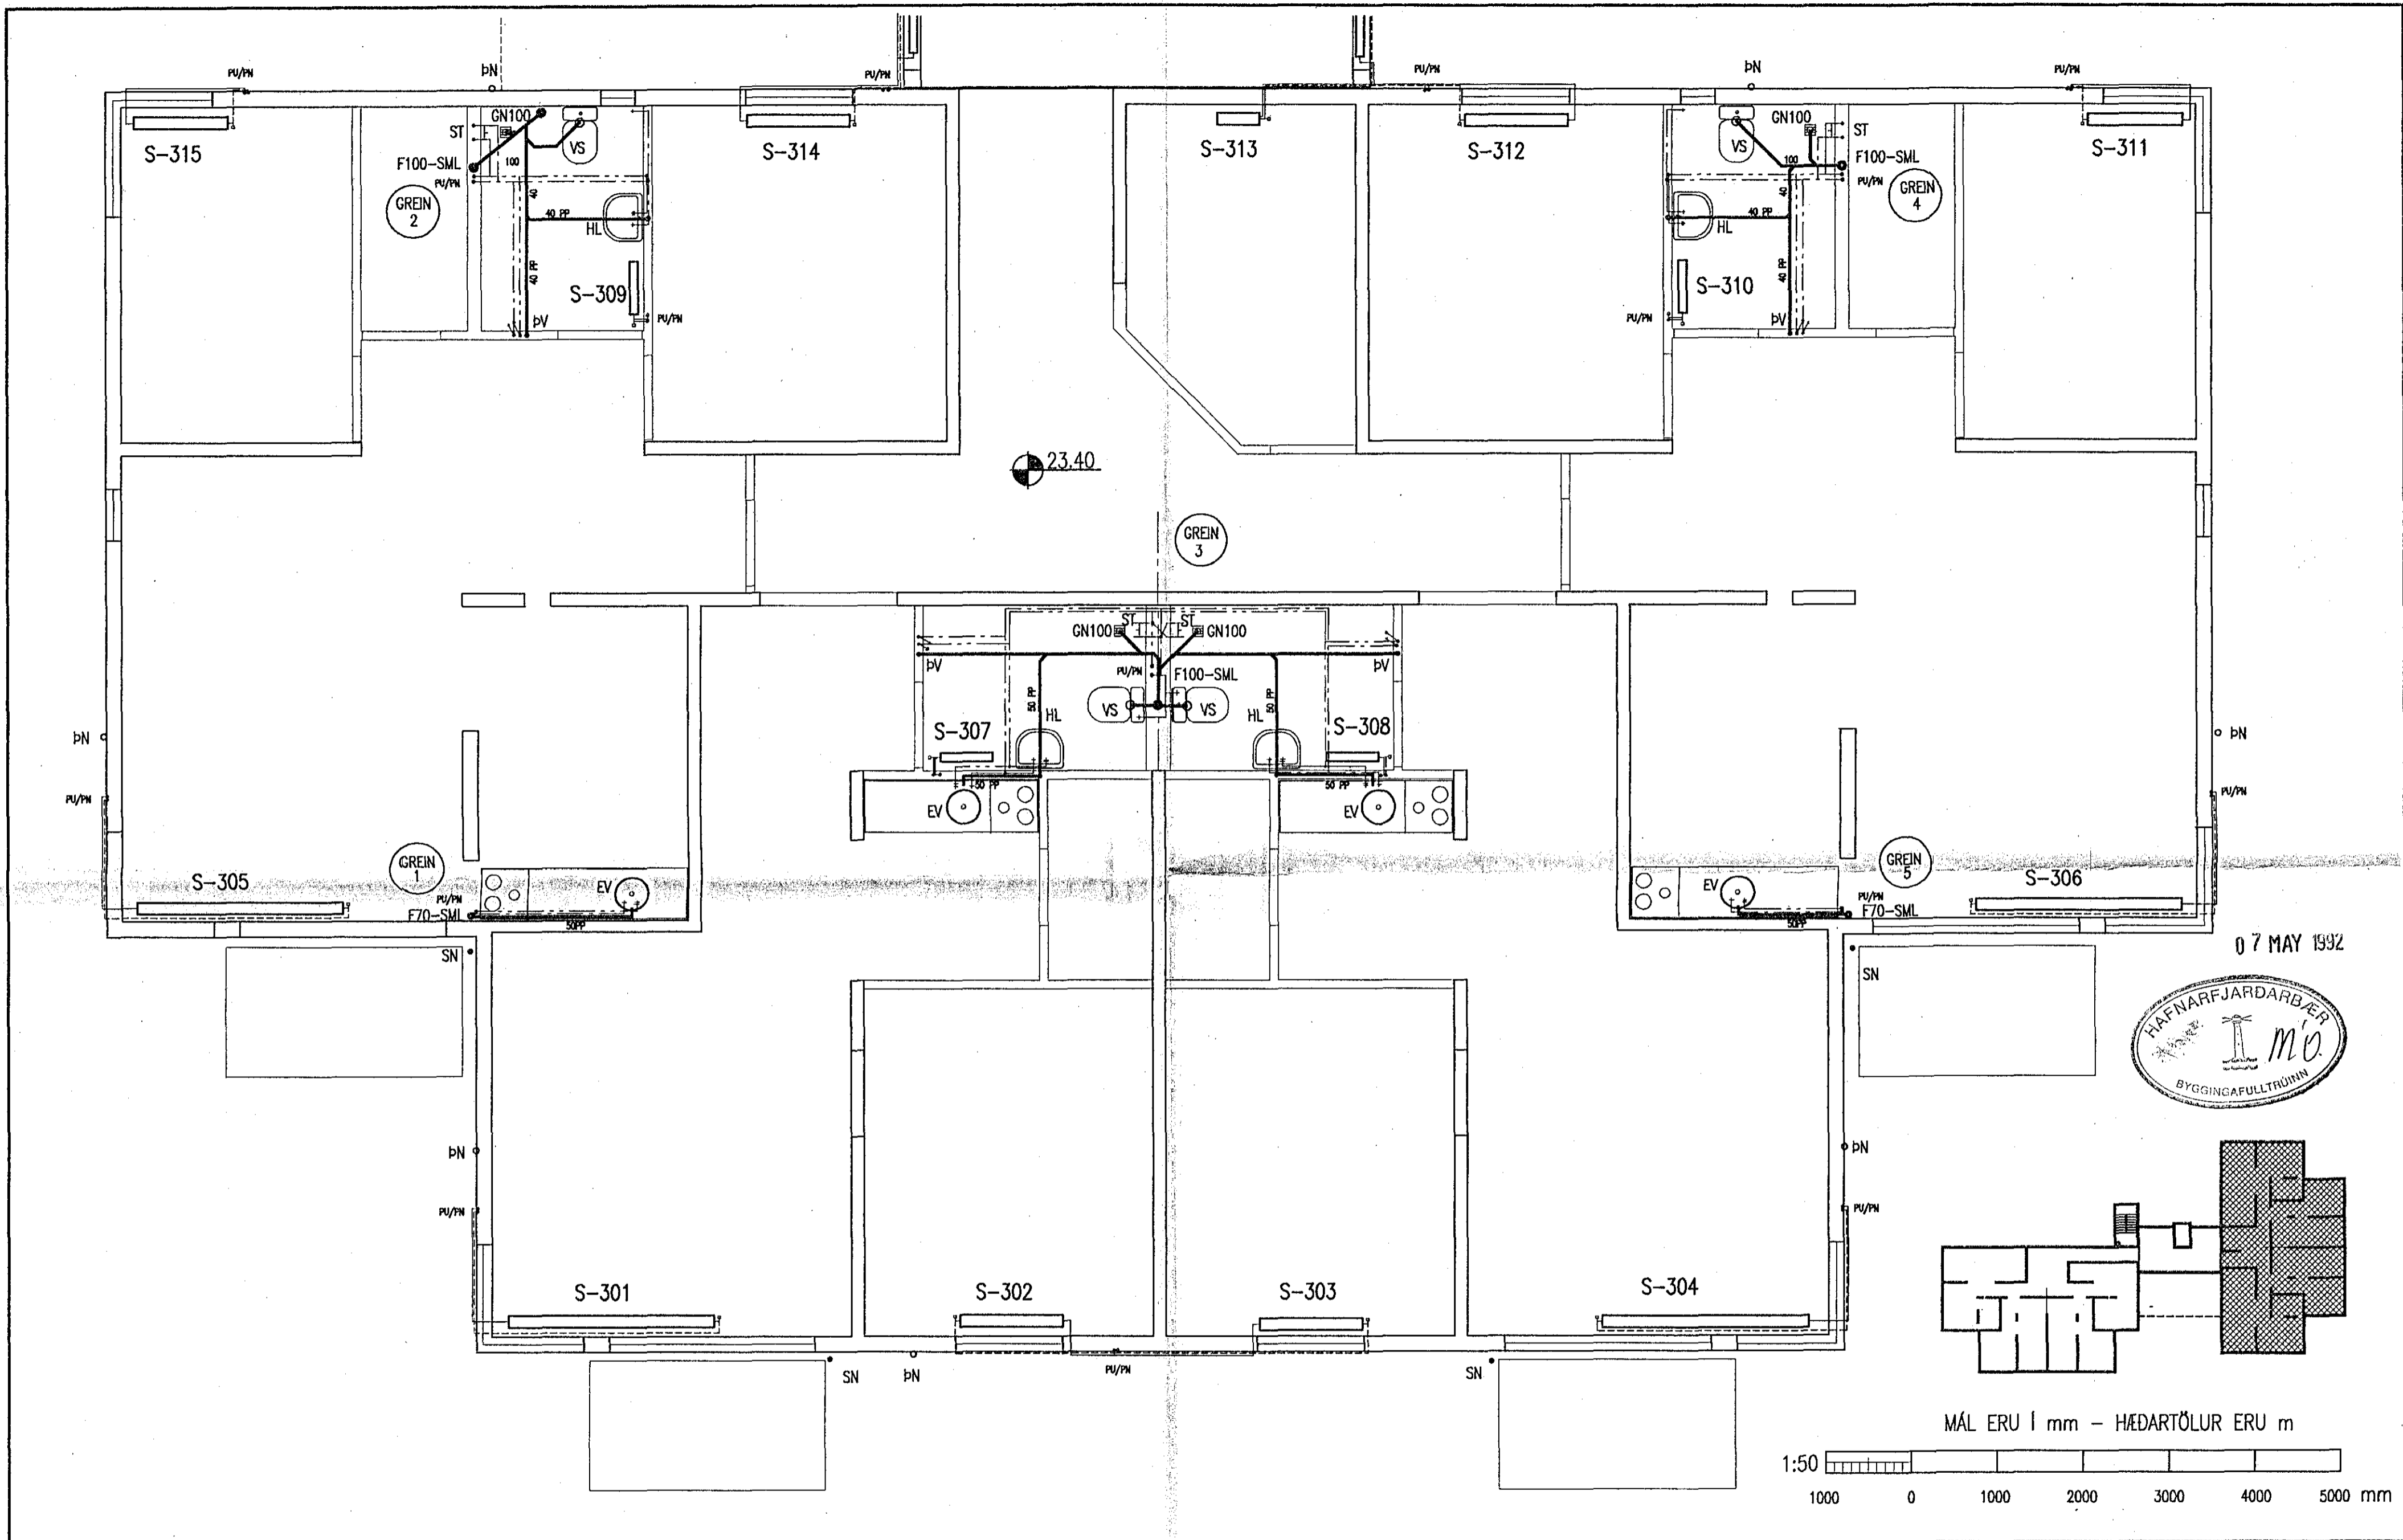 PU/PN
ÞN
PU/PN
PU/PN
ÞN
PU/PN
S-315
ST
GN100
VS
S-314
S-313
S-312
VS
GN100
ST
S-311
F100-SML
100
PU/PN
100
F100-SML
PU/PN
GREIN
2
40
40 PP
HL
40 PP
S-309
ÞV
PU/PN
GREIN
4
40
40 PP
HL
40 PP
S-310
PU/PN
ÞV
23.40
GREIN
3
GN100
ST
ST
GN100
ÞV
PU/PN
F100-SML
ÞV
50 PP
HL
VS
VS
HL
50 PP
S-307
S-308
50 PP
50 PP
EV
EV
ÞN
PU/PN
ÞN
PU/PN
S-305
GREIN
1
EV
PU/PN
F70-SML
50PP
EV
GREIN
5
PU/PN
F70-SML
50PP
S-306
SN
SN
07 MAY 1992
HAFNARFJARÐARBÆR
M.Ó.
BYGGINGAFULLTRÚINN
ÞN
PU/PN
ÞN
PU/PN
S-301
S-302
S-303
S-304
SN
ÞN
PU/PN
SN
MÁL ERU Í mm – HÆÐARTÖLUR ERU m
1:50
1000 0 1000 2000 3000 4000 5000 mm